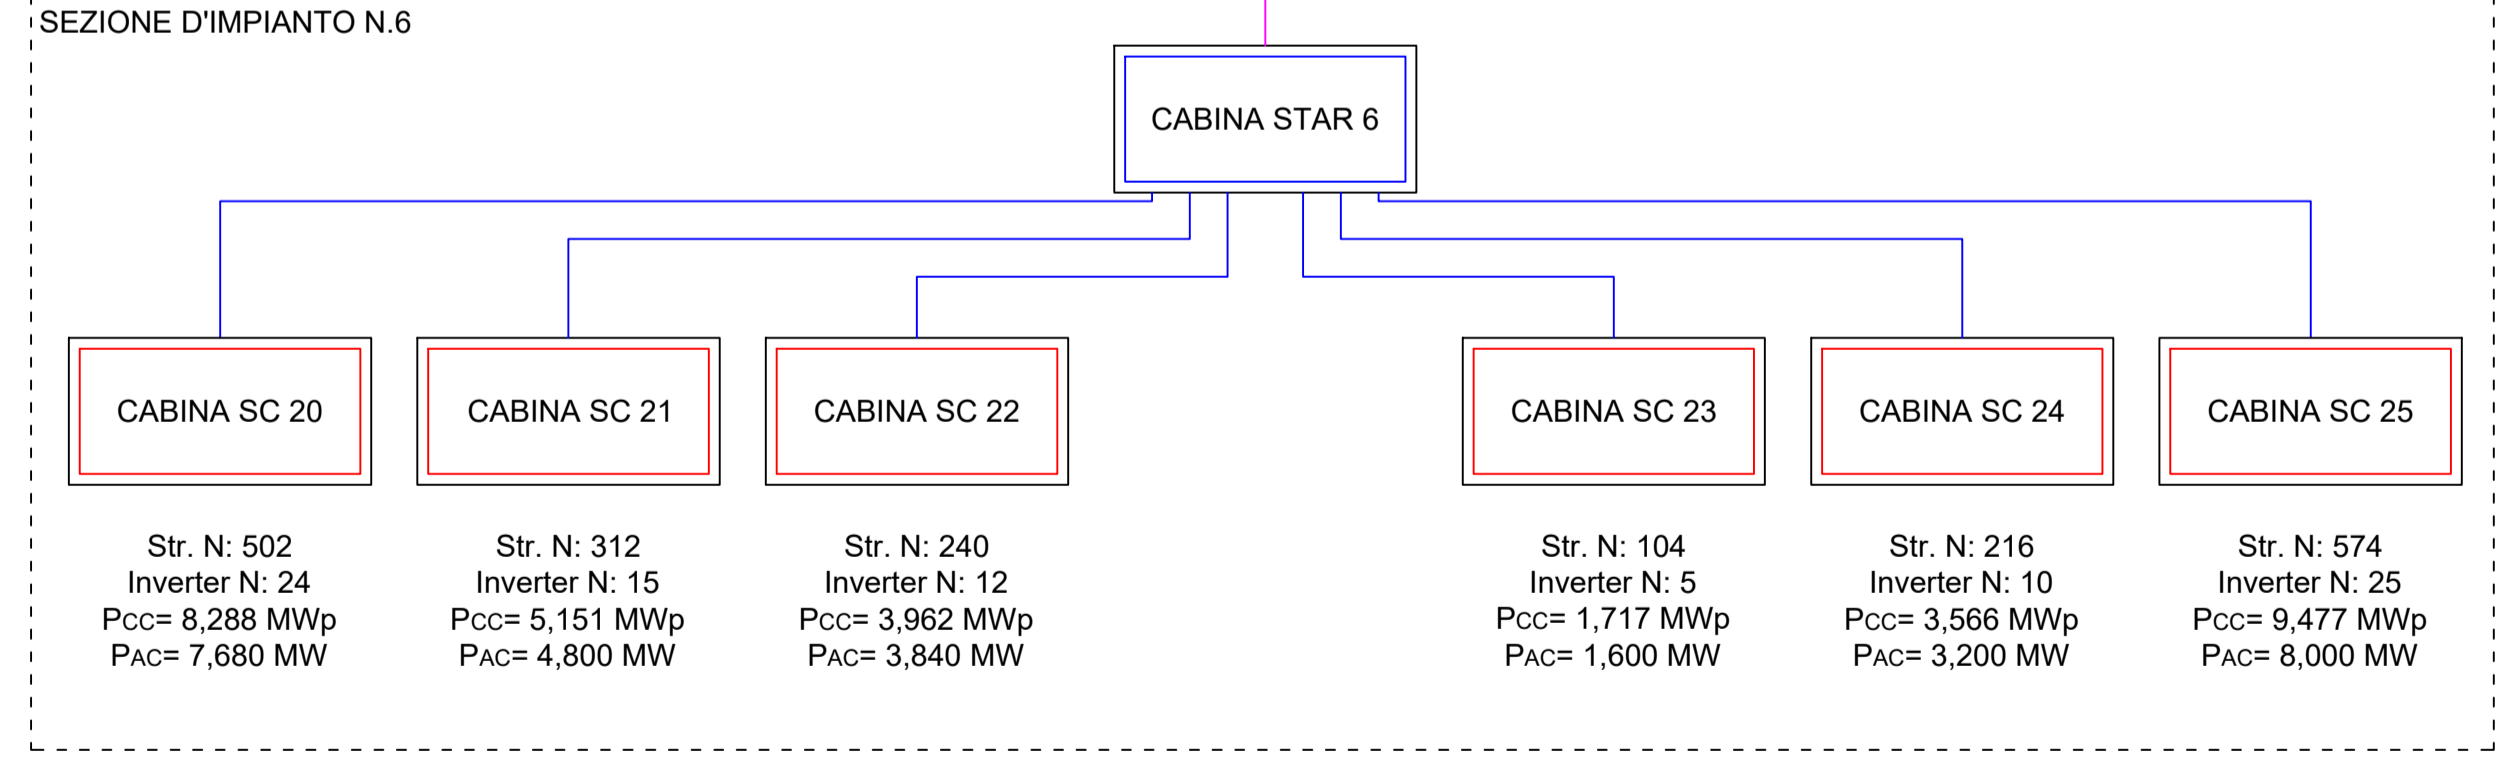 SEZIONE D'IMPIANTO N.6
CABINA STAR 6
CABINA SC 20
CABINA SC 21
CABINA SC 22
CABINA SC 23
CABINA SC 24
CABINA SC 25
Str. N: 502
Inverter N: 24
PCC= 8,288 MWp
PAC= 7,680 MW
Str. N: 312
Inverter N: 15
PCC= 5,151 MWp
PAC= 4,800 MW
Str. N: 240
Inverter N: 12
PCC= 3,962 MWp
PAC= 3,840 MW
Str. N: 104
Inverter N: 5
PCC= 1,717 MWp
PAC= 1,600 MW
Str. N: 216
Inverter N: 10
PCC= 3,566 MWp
PAC= 3,200 MW
Str. N: 574
Inverter N: 25
PCC= 9,477 MWp
PAC= 8,000 MW